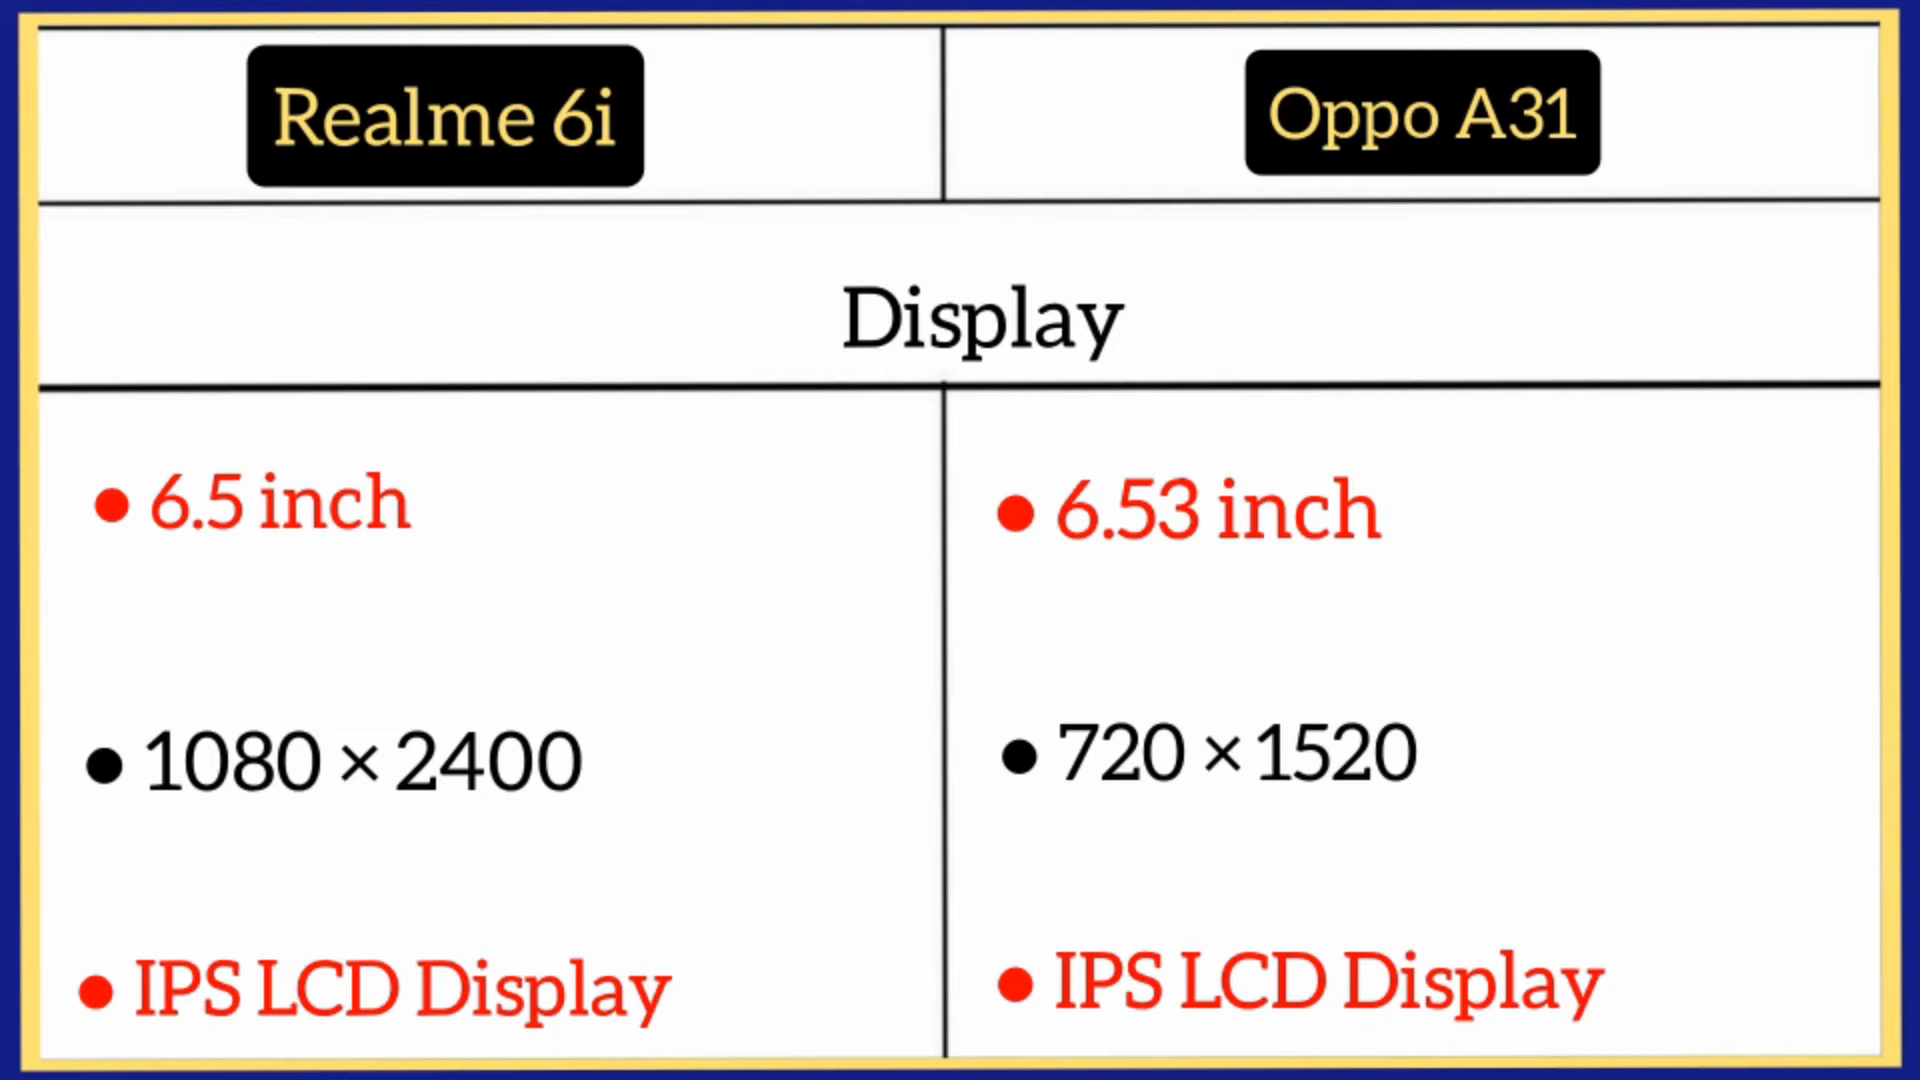 Realme 6i
Oppo A31
Display
• 6.5 inch
• 6.53 inch
• 1080 × 2400
• 720 × 1520
• IPS LCD Display
• IPS LCD Display